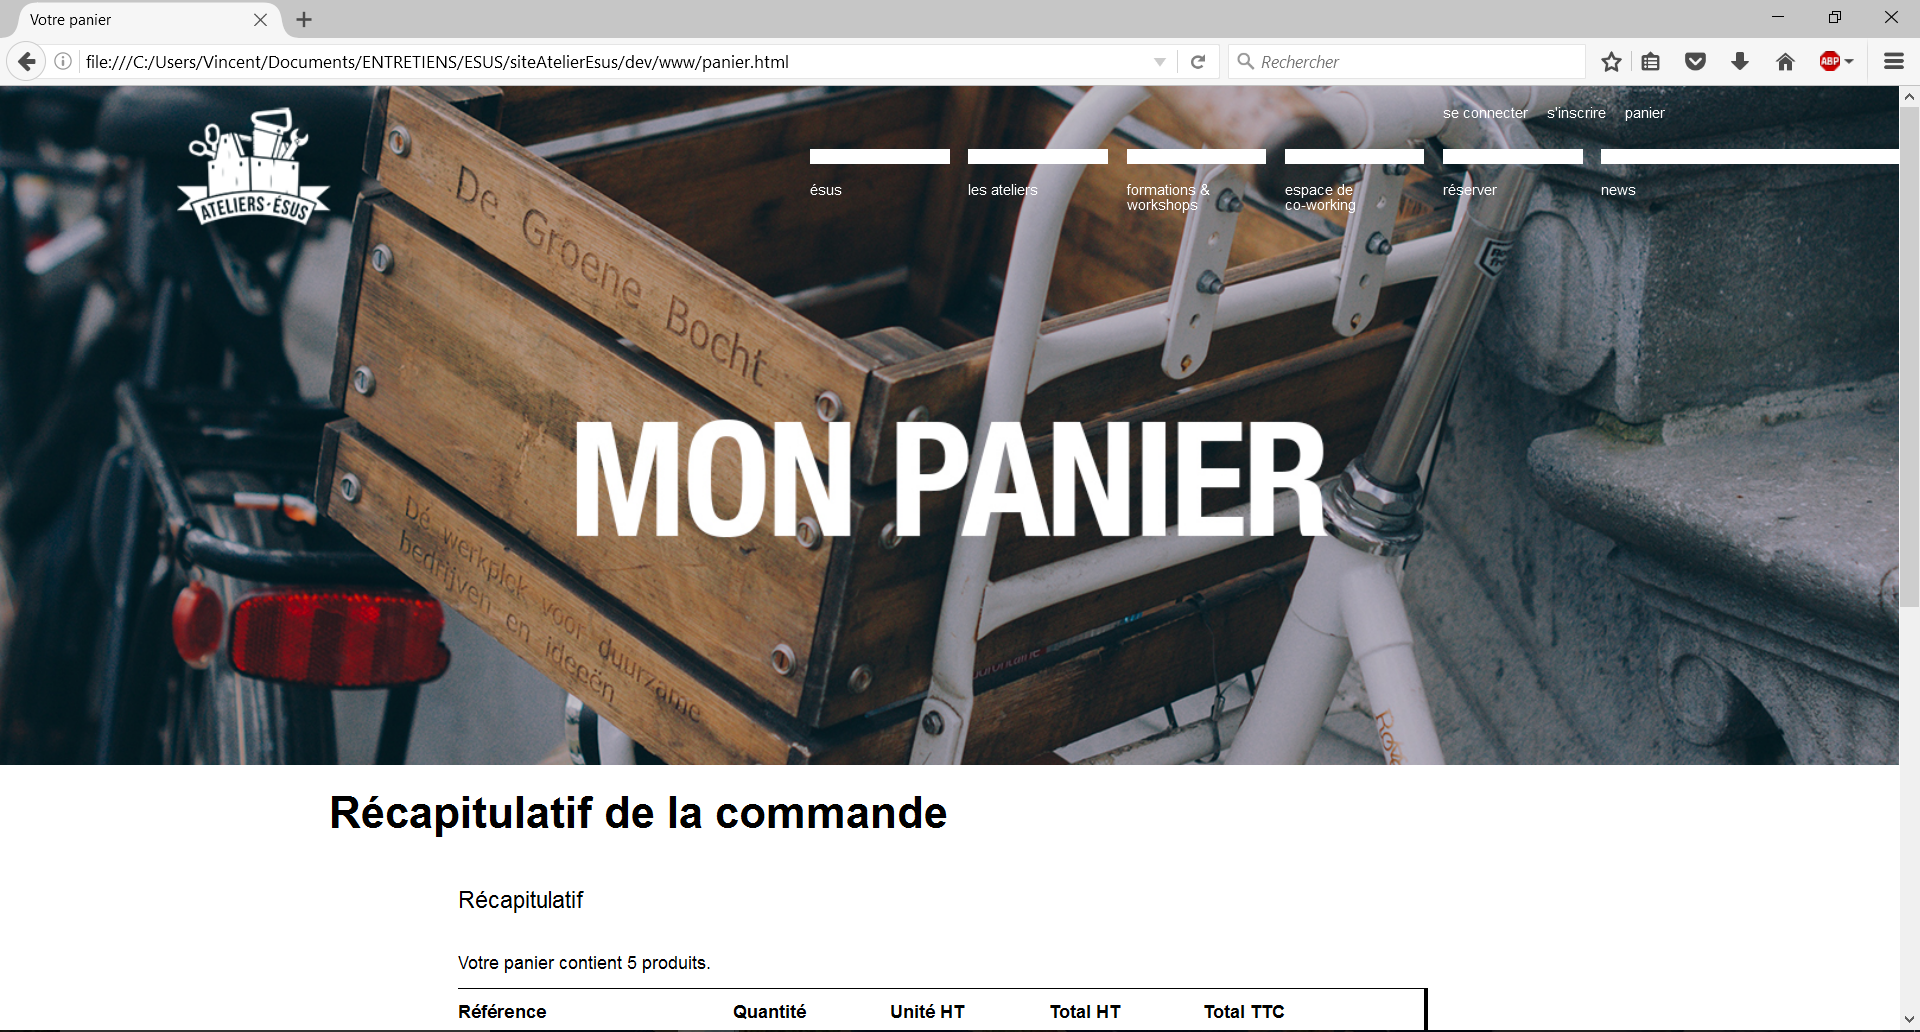 Votre panier
file:///C:/Users/Vincent/Documents/ENTRETIENS/ESUS/siteAtelierEsus/dev/www/panier.html
Rechercher
ABP
se connecter s'inscrire panier
ATELIERS·ÉSUS
ésus les ateliers formations & workshops espace de co-working réserver news
De Groene Bocht
MON PANIER
Dé werkplek voor duurzame
bedrijven en ideeën
Récapitulatif de la commande
Récapitulatif
Votre panier contient 5 produits.
Référence Quantité Unité HT Total HT Total TTC